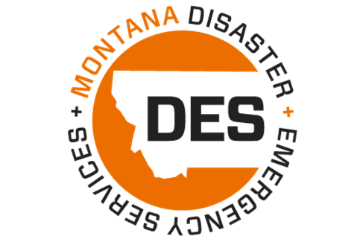 MONTANA DISASTER + EMERGENCY SERVICES +
DES